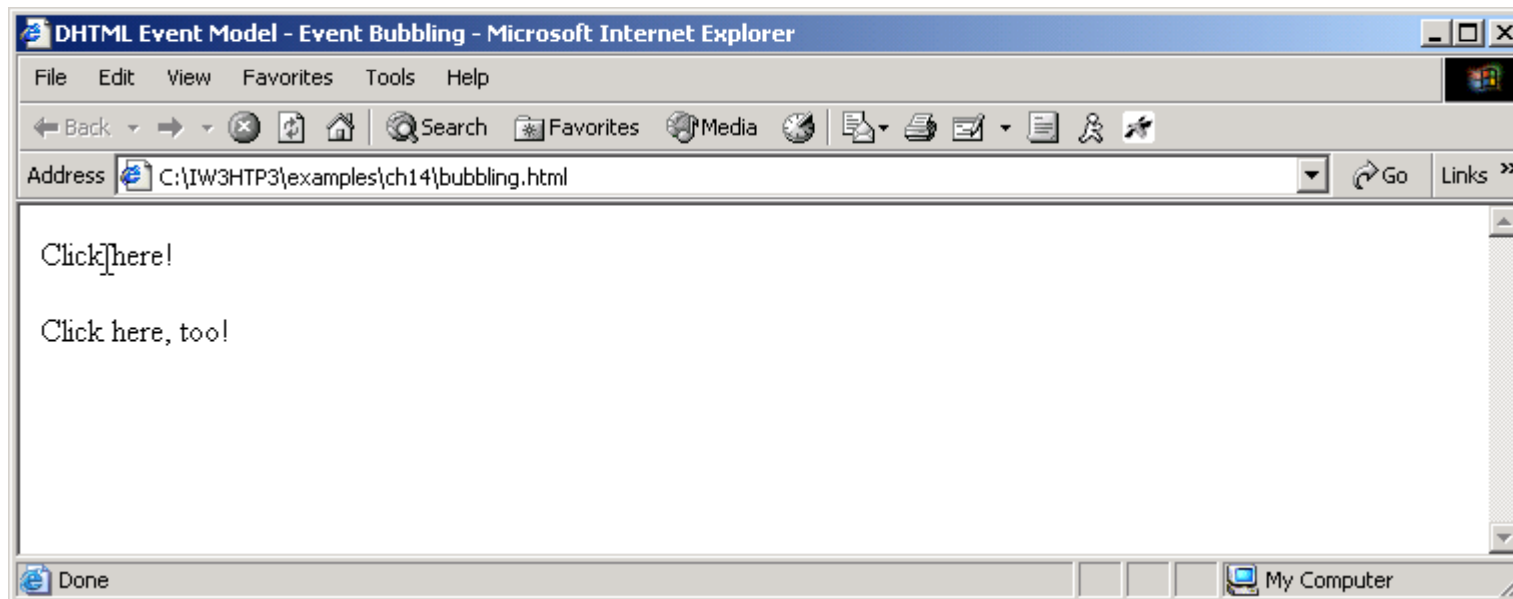 DHTML Event Model - Event Bubbling - Microsoft Internet Explorer
File Edit View Favorites Tools Help
Back Search Favorites Media
Address C:\IW3HTP3\examples\ch14\bubbling.html Go Links »
Click here!
Click here, too!
Done My Computer